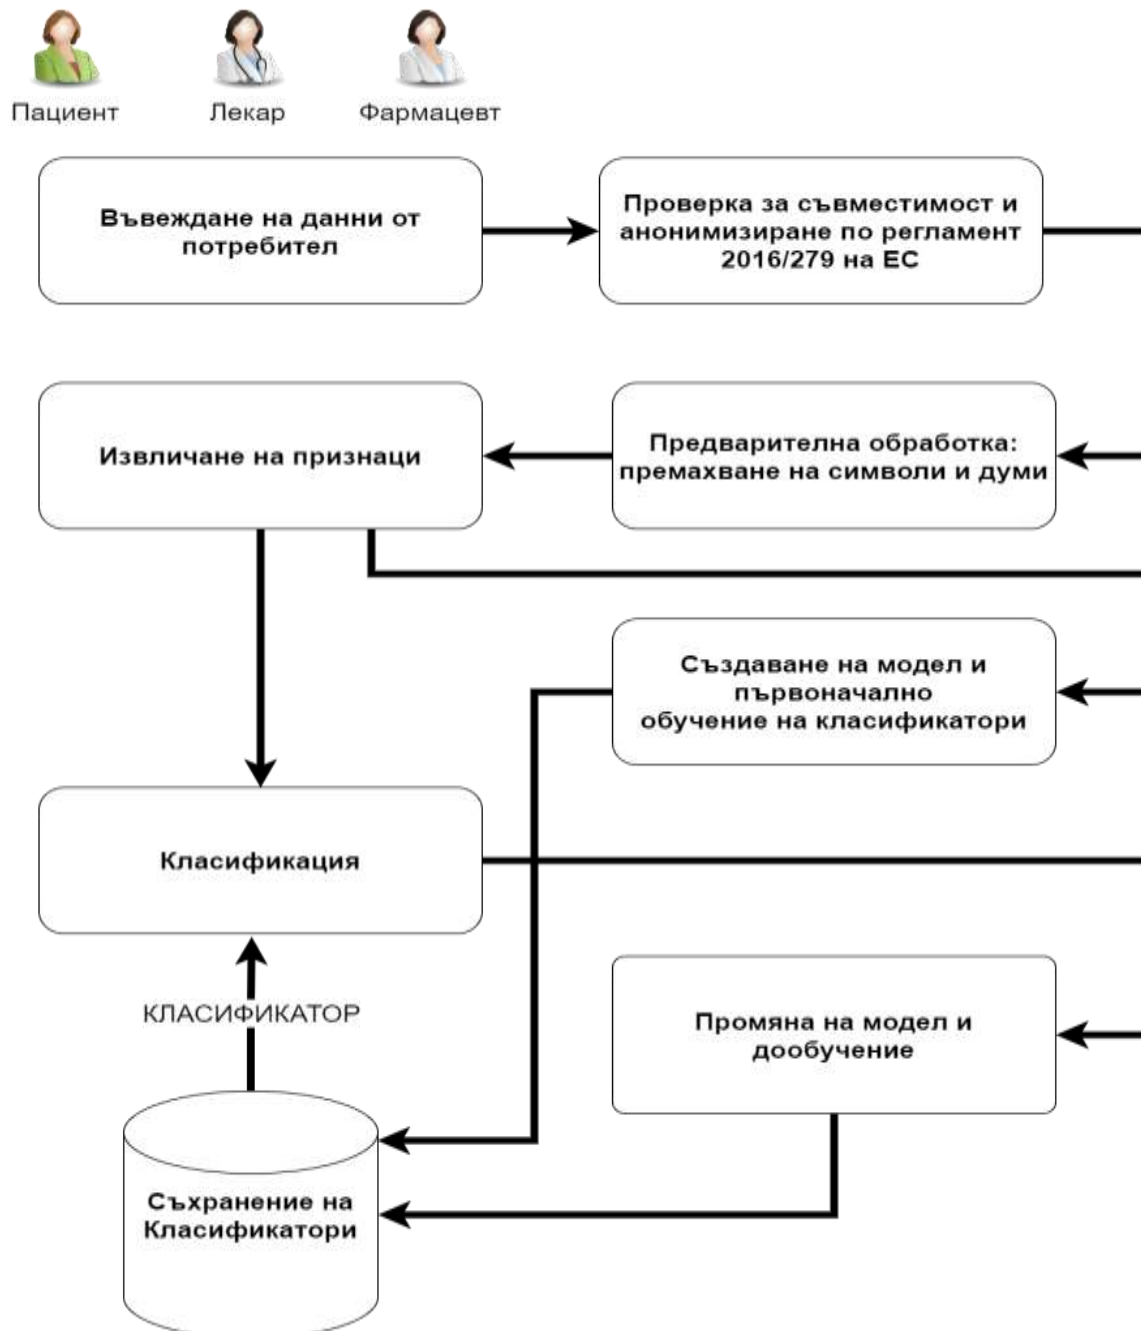 Пациент
Лекар
Фармацевт
Въвеждане на данни от
потребител
Проверка за съвместимост и
анонимизиране по регламент
2016/279 на ЕС
Извличане на признаци
Предварителна обработка:
премахване на символи и думи
Създаване на модел и
първоначално
обучение на класификатори
Класификация
КЛАСИФИКАТОР
Промяна на модел и
дообучение
Съхранение на
Класификатори